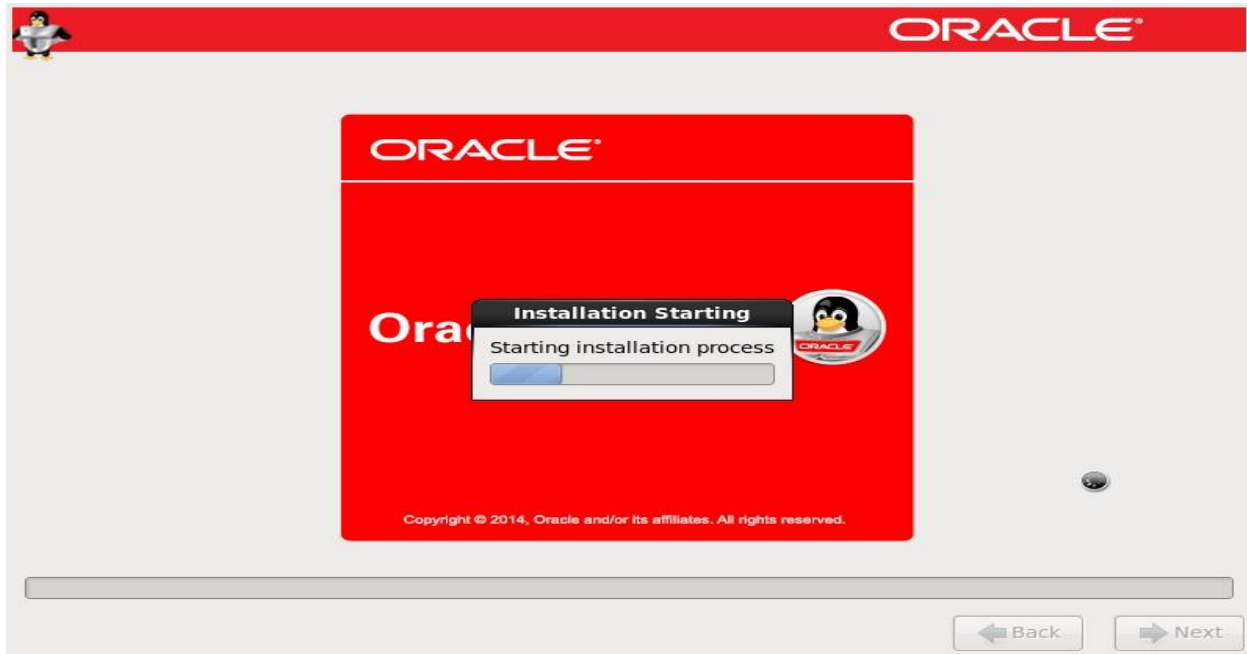 ORACLE®
ORACLE®
Installation Starting
Ora
Starting installation process
ORACLE
Copyright © 2014, Oracle and/or its affiliates. All rights reserved.
Back
Next